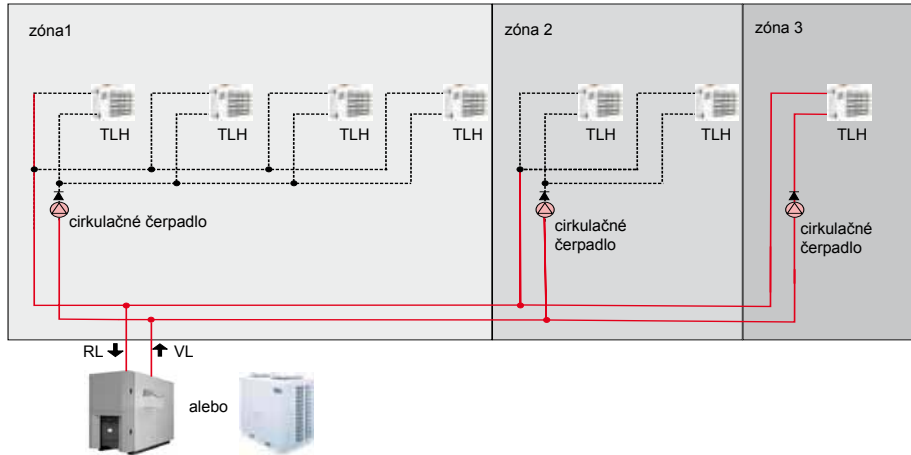 zóna1
zóna 2
zóna 3
TLH
TLH
TLH
TLH
TLH
TLH
TLH
cirkulačné čerpadlo
cirkulačné
čerpadlo
cirkulačné
čerpadlo
RL
VL
alebo